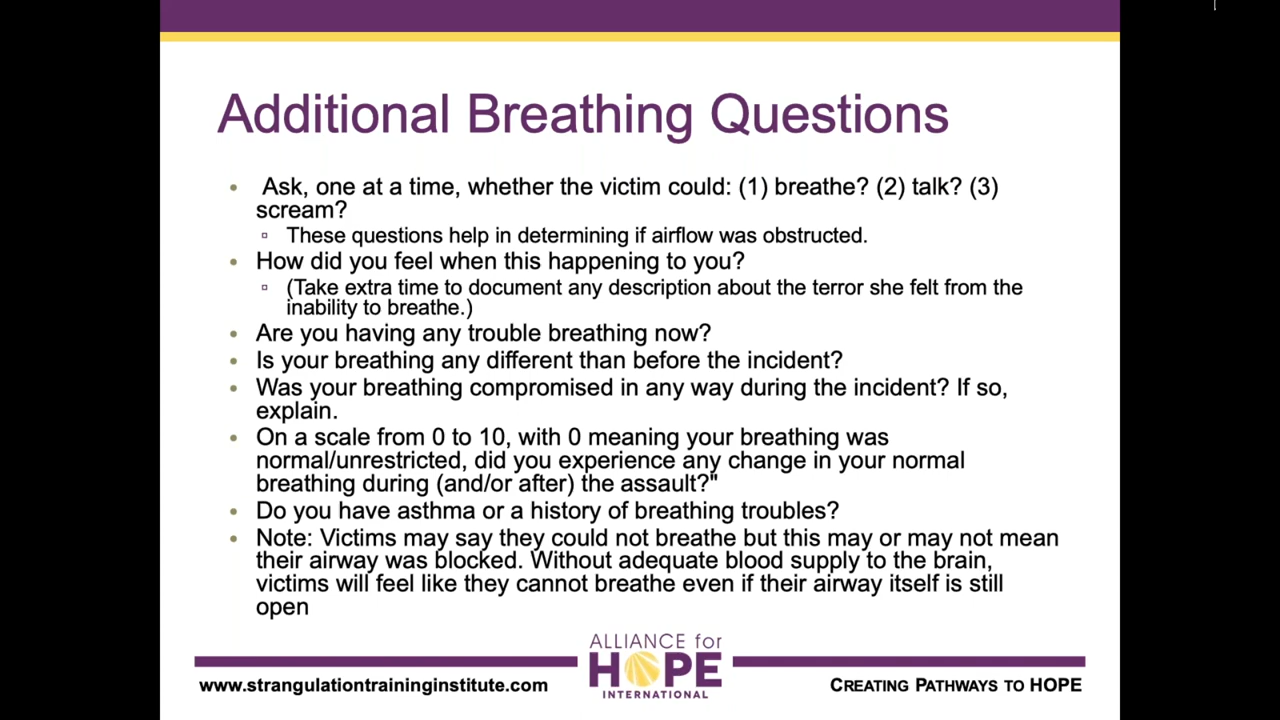 Additional Breathing Questions
• Ask, one at a time, whether the victim could: (1) breathe? (2) talk? (3)
scream?
▫ These questions help in determining if airflow was obstructed.
• How did you feel when this happening to you?
▫ (Take extra time to document any description about the terror she felt from the
inability to breathe.)
• Are you having any trouble breathing now?
• Is your breathing any different than before the incident?
• Was your breathing compromised in any way during the incident? If so,
explain.
• On a scale from 0 to 10, with 0 meaning your breathing was
normal/unrestricted, did you experience any change in your normal
breathing during (and/or after) the assault?"
• Do you have asthma or a history of breathing troubles?
• Note: Victims may say they could not breathe but this may or may not mean
their airway was blocked. Without adequate blood supply to the brain,
victims will feel like they cannot breathe even if their airway itself is still
open
ALLIANCE for
HOPE
INTERNATIONAL
www.strangulationtraininginstitute.com
CREATING PATHWAYS TO HOPE